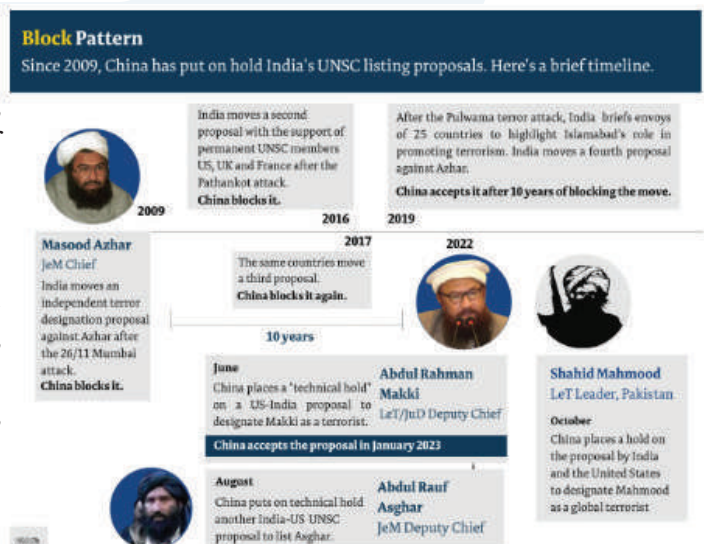 Block Pattern
Since 2009, China has put on hold India's UNSC listing proposals. Here's a brief timeline.
2009
Masood Azhar
JeM Chief
India moves an
independent terror
designation proposal
against Azhar after
the 26/11 Mumbai
attack.
China blocks it.
India moves a second
proposal with the support of
permanent UNSC members
US, UK and France after the
Pathankot attack.
China blocks it.
2016
2017
The same countries move
a third proposal.
China blocks it again.
10 years
After the Pulwama terror attack, India briefs envoys
of 25 countries to highlight Islamabad's role in
promoting terrorism. India moves a fourth proposal
against Azhar.
China accepts it after 10 years of blocking the move.
2019
2022
June
China places a "technical hold"
on a US-India proposal to
designate Makki as a terrorist.
Abdul Rahman
Makki
LeT/JuD Deputy Chief
China accepts the proposal in January 2023
August
China puts on technical hold
another India-US UNSC
proposal to list Asghar.
Abdul Rauf
Asghar
JeM Deputy Chief
Shahid Mahmood
LeT Leader, Pakistan
October
China places a hold on
the proposal by India
and the United States
to designate Mahmood
as a global terrorist